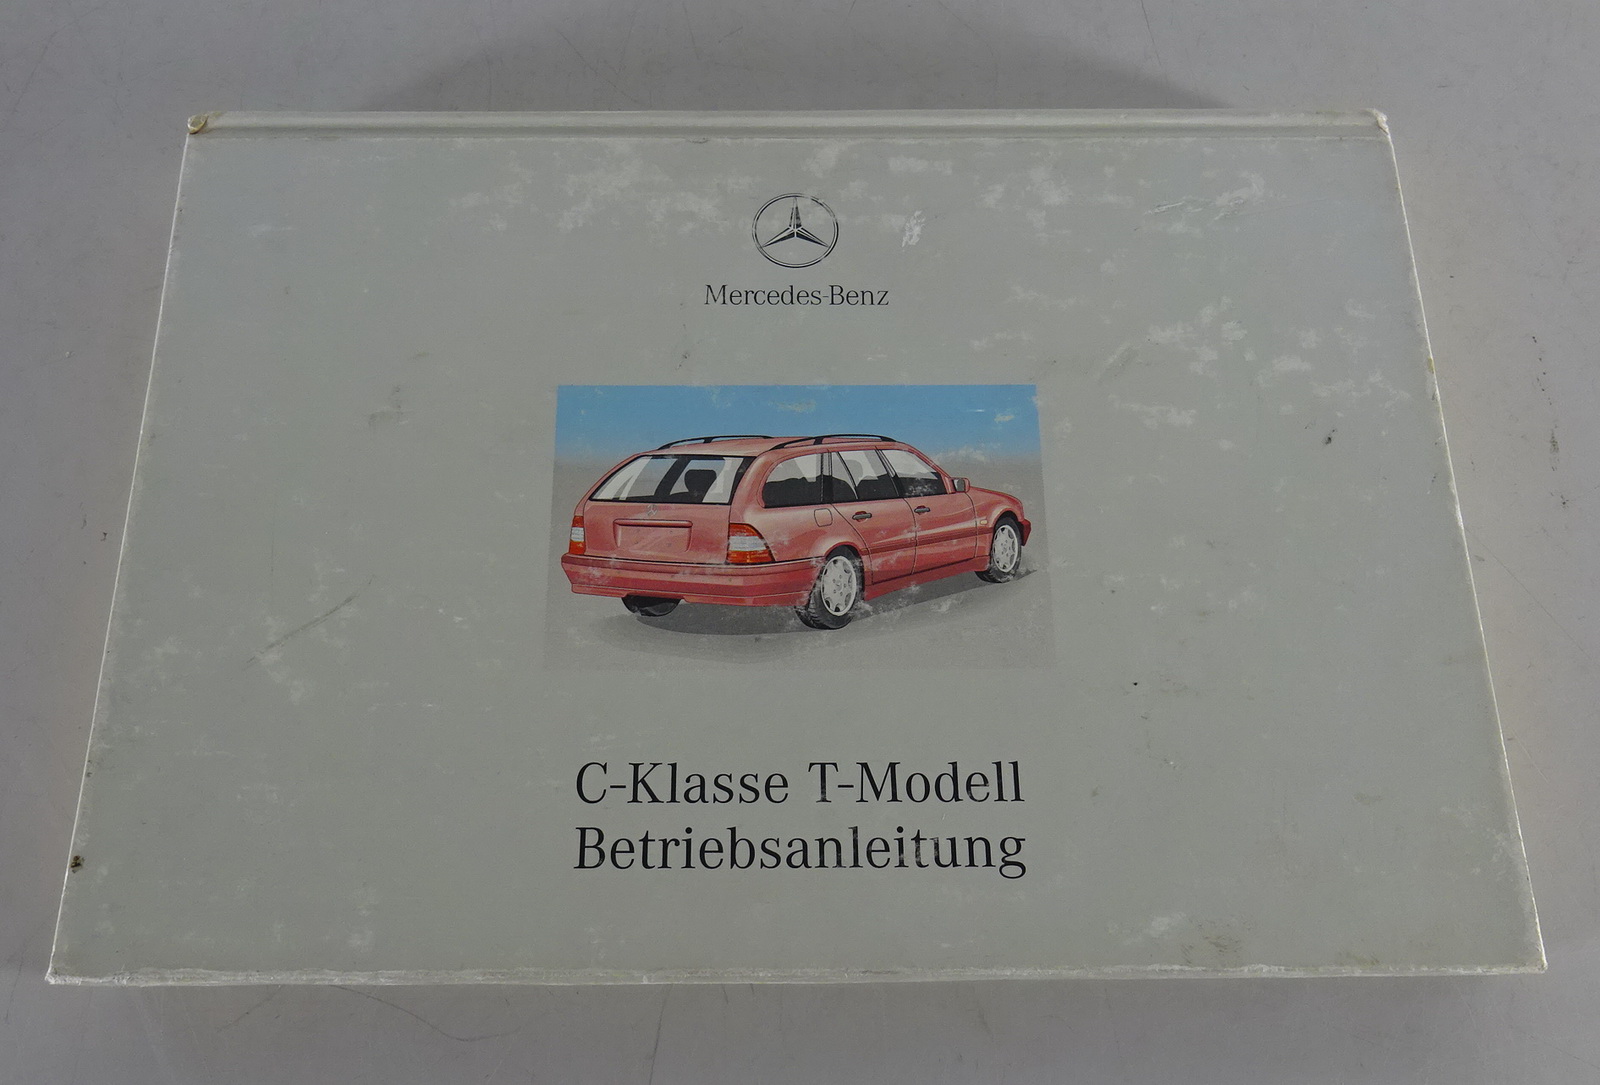 Mercedes-Benz
C-Klasse T-Modell
Betriebsanleitung